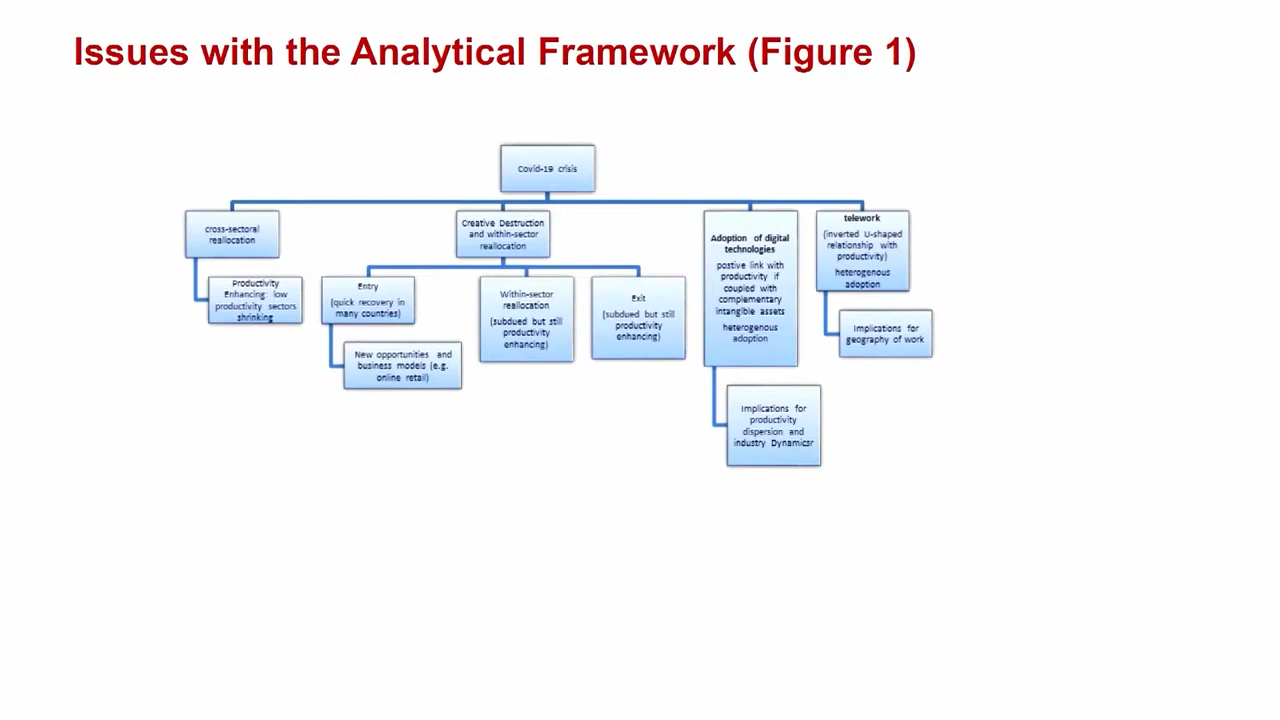 Issues with the Analytical Framework (Figure 1)
Covid-19 crisis
cross-sectoral
reallocation
Productivity
Enhancing: low
productivity sectors
shrinking
Creative Destruction
and within-sector
reallocation
Entry
(quick recovery in
many countries)
New opportunities and
business models (e.g.
online retail)
Within-sector
reallocation
(subdued but still
productivity
enhancing)
Exit
(subdued but still
productivity
enhancing)
Adoption of digital
technologies
postive link with
productivity if
coupled with
complementary
intangible assets
heterogenous
adoption
Implications for
productivity
dispersion and
industry Dynamicsr
telework
(inverted U-shaped
relationship with
productivity)
heterogenous
adoption
Implications for
geography of work